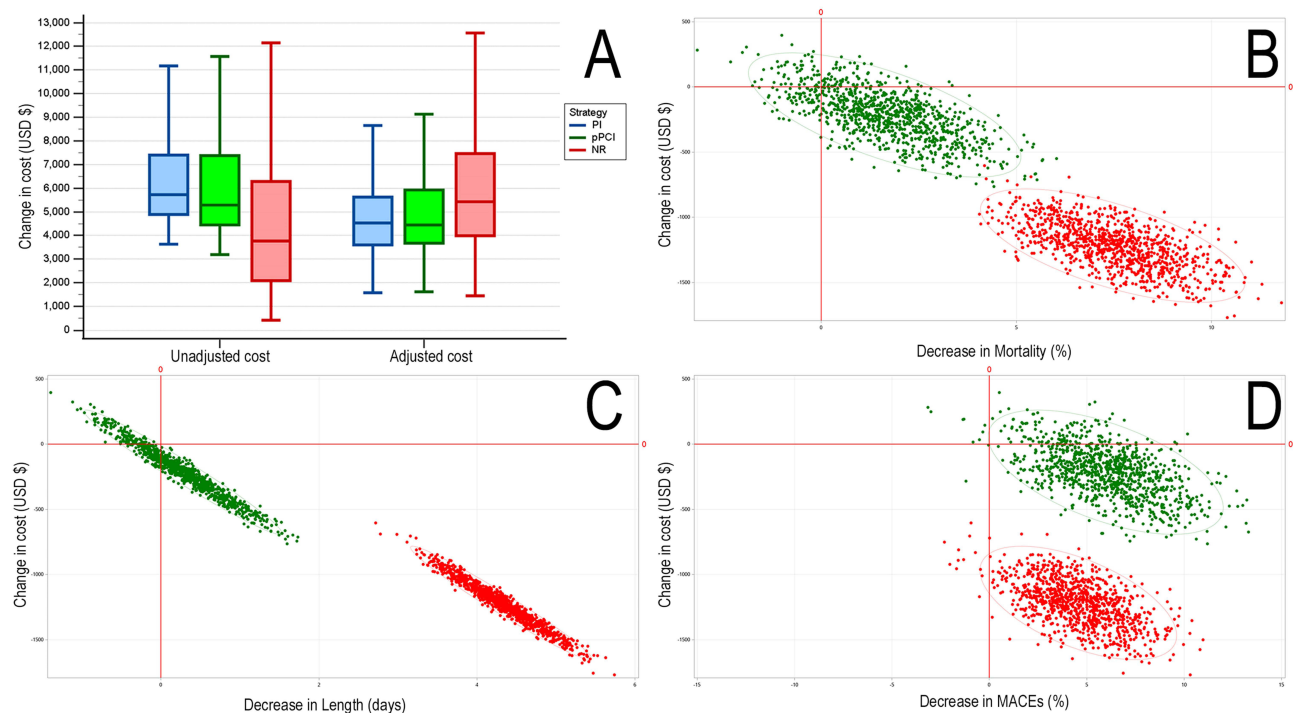 A
Change in cost (USD $)
13,000
12,000
11,000
10,000
9,000
8,000
7,000
6,000
5,000
4,000
3,000
2,000
1,000
0
Unadjusted cost
Adjusted cost
Strategy
PI
pPCI
NR
B
Change in cost (USD $)
0
500
0
0
-500
-1000
-1500
0
5
10
Decrease in Mortality (%)
C
Change in cost (USD $)
0
500
0
0
-500
-1000
-1500
0
2
4
6
Decrease in Length (days)
D
Change in cost (USD $)
0
500
0
0
-500
-1000
-1500
-15
-10
-5
0
5
10
15
Decrease in MACEs (%)